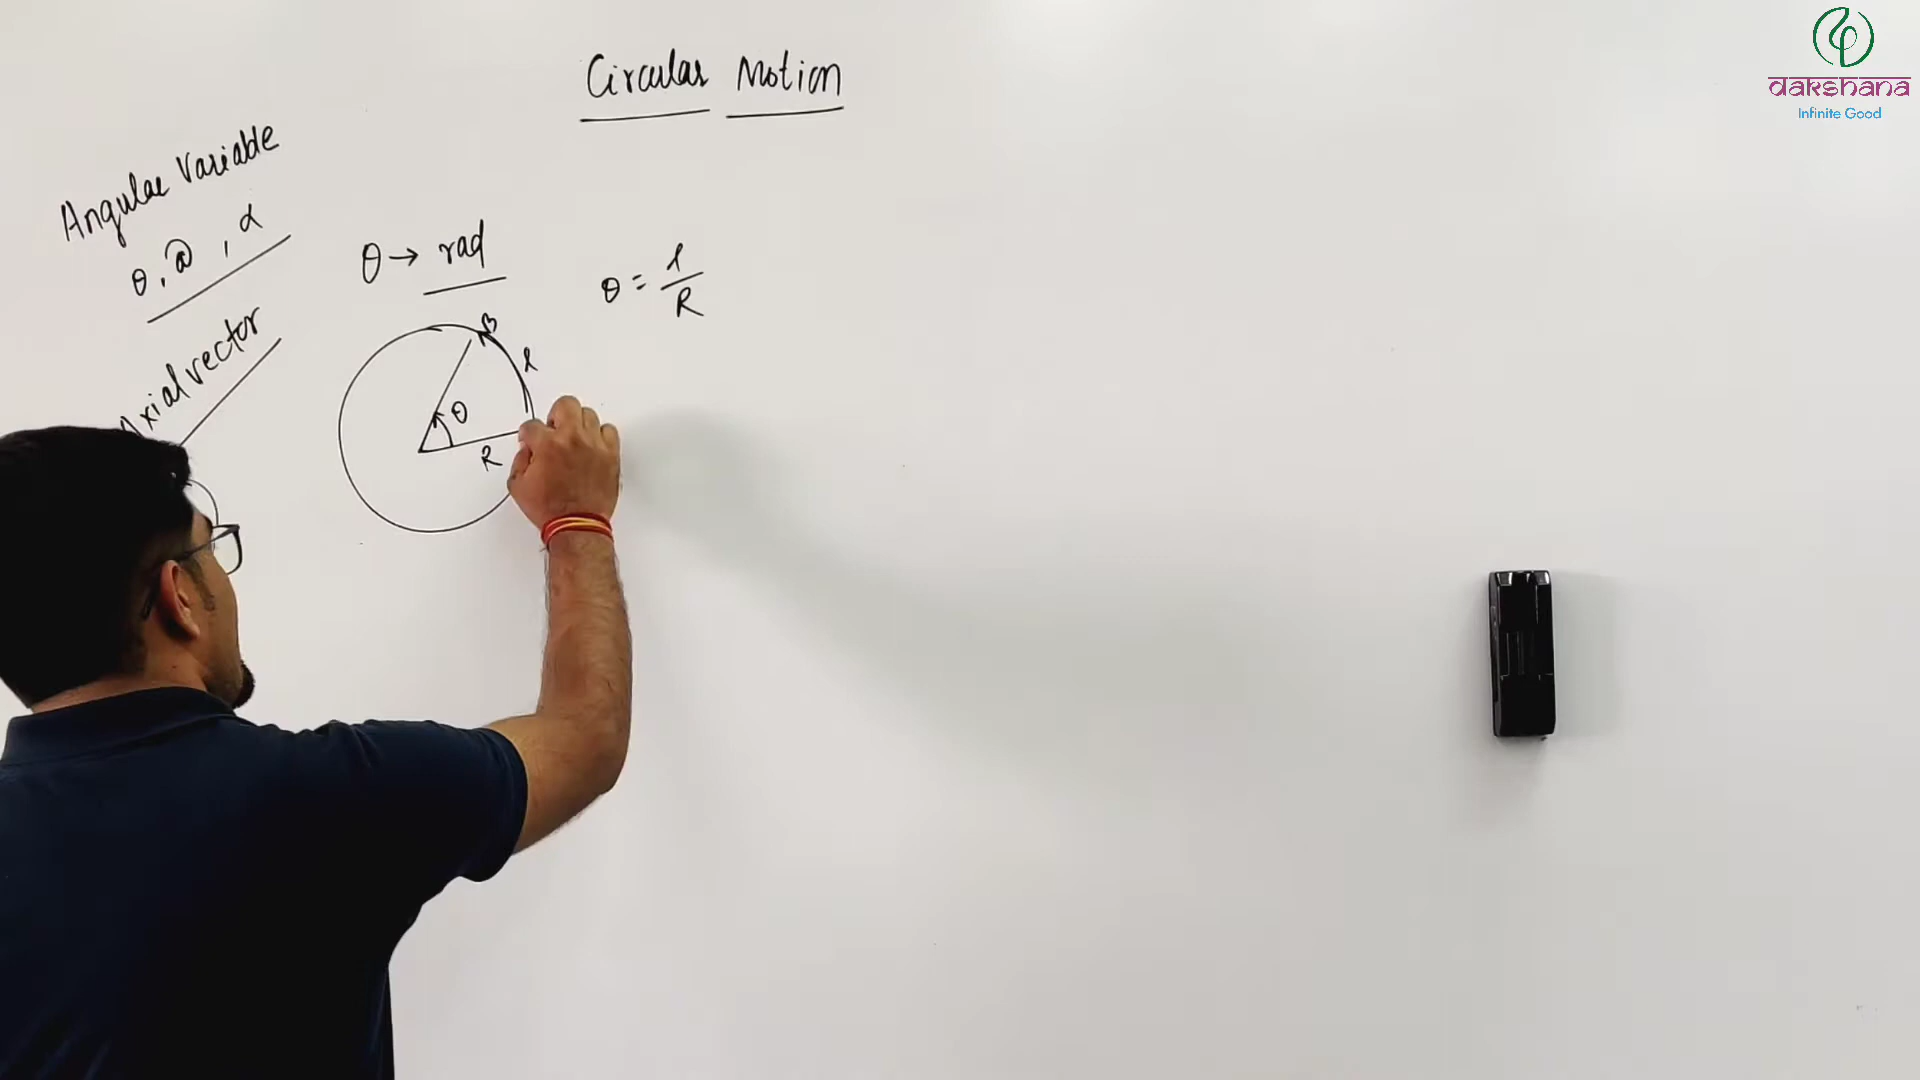 Circular Motion
dakshana
Infinite Good
Angular Variable
θ, ω, α
Axial vector
θ → rad
θ = l/R
B
l
θ
R